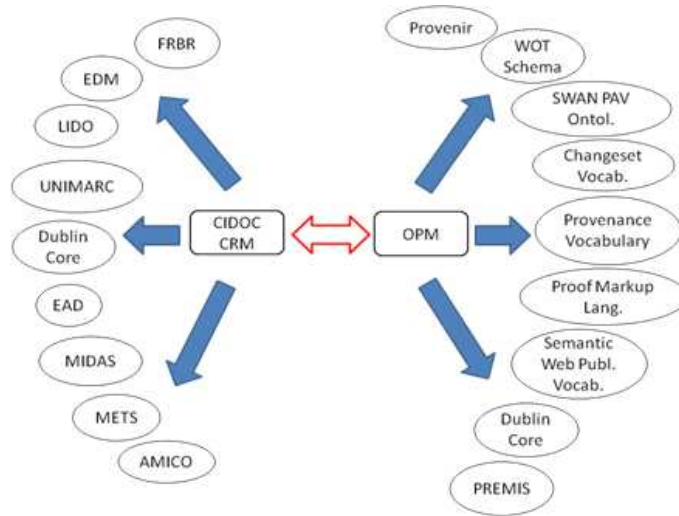 FRBR
EDM
LIDO
UNIMARC
Dublin
Core
EAD
MIDAS
METS
AMICO
CIDOC
CRM
OPM
Provenir
WOT
Schema
SWAN PAV
Ontol.
Changeset
Vocab.
Provenance
Vocabulary
Proof Markup
Lang.
Semantic
Web Publ.
Vocab.
Dublin
Core
PREMIS